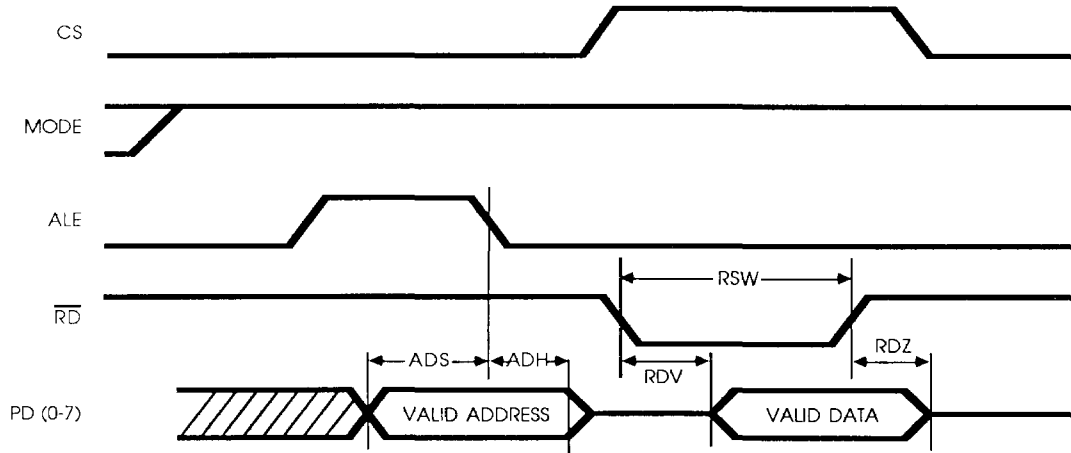 CS
MODE
ALE
RSW
RD
ADS ADH
RDV
RDZ
PD (0-7)
VALID ADDRESS
VALID DATA